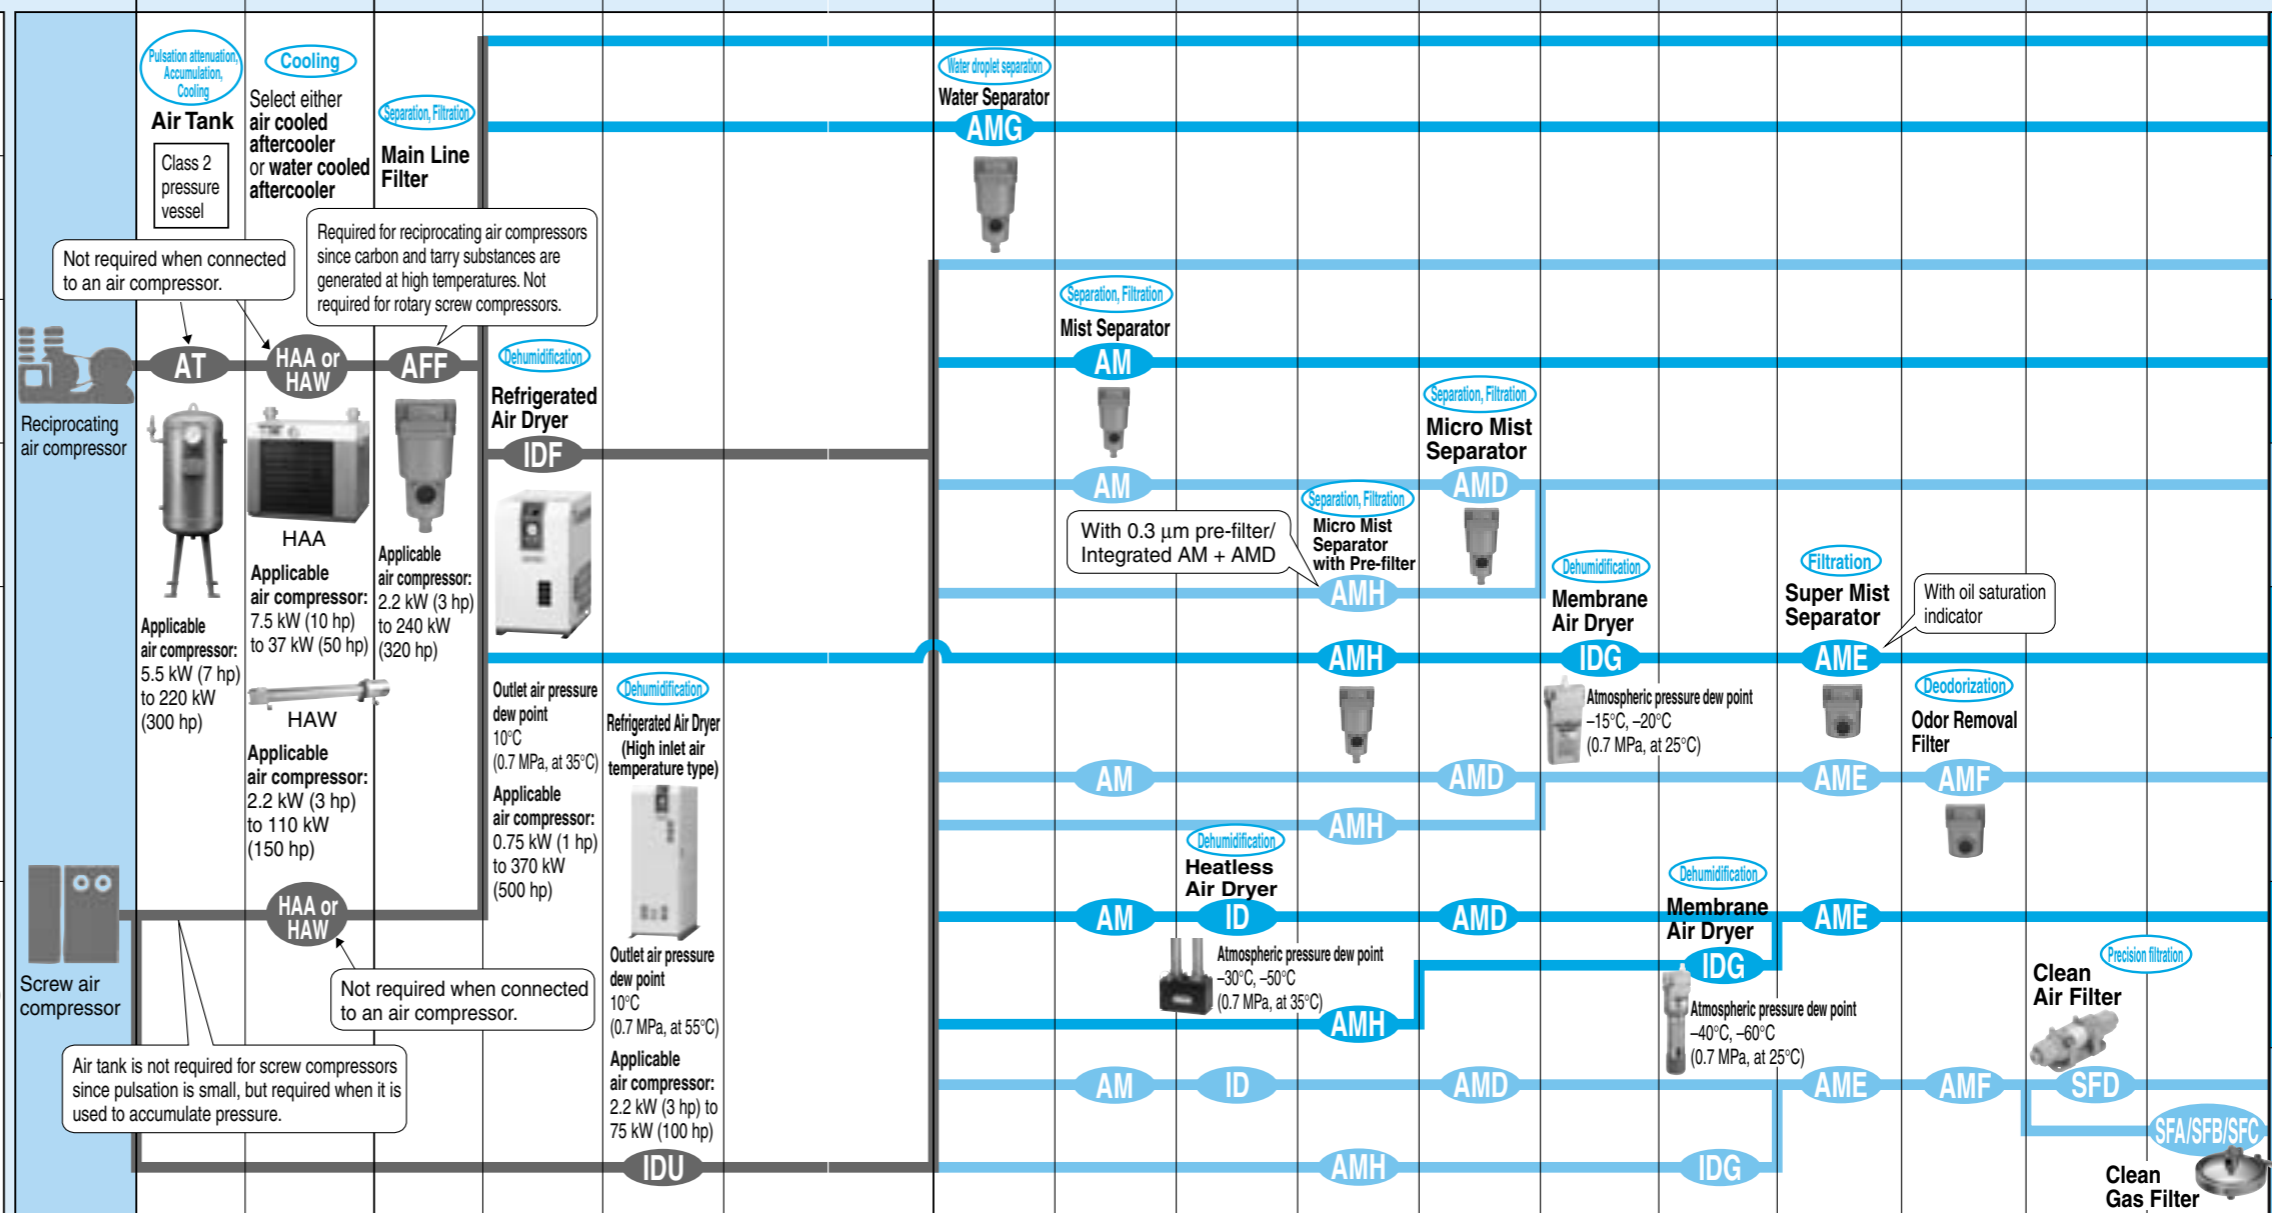 Pulsation attenuation,
Accumulation,
Cooling
Air Tank
Class 2
pressure
vessel
Cooling
Select either
air cooled
aftercooler
or water cooled
aftercooler
Separation, Filtration
Main Line
Filter
Water droplet separation
Water Separator
AMG
Not required when connected
to an air compressor.
Required for reciprocating air compressors
since carbon and tarry substances are
generated at high temperatures. Not
required for rotary screw compressors.
Reciprocating
air compressor
AT
HAA or
HAW
AFF
Dehumidification
Refrigerated
Air Dryer
IDF
Separation, Filtration
Mist Separator
AM
Separation, Filtration
Micro Mist
Separator
AM
AMD
With 0.3 μm pre-filter/
Integrated AM + AMD
Separation, Filtration
Micro Mist
Separator
with Pre-filter
AMH
HAA
Applicable
air compressor:
7.5 kW (10 hp)
to 37 kW (50 hp)
HAW
Applicable
air compressor:
2.2 kW (3 hp)
to 110 kW
(150 hp)
Applicable
air compressor:
2.2 kW (3 hp)
to 240 kW
(320 hp)
Applicable
air compressor:
5.5 kW (7 hp)
to 220 kW
(300 hp)
Dehumidification
Membrane
Air Dryer
Filtration
Super Mist
Separator
With oil saturation
indicator
AMH
IDG
AME
Outlet air pressure
dew point
10°C
(0.7 MPa, at 35°C)
Applicable
air compressor:
0.75 kW (1 hp)
to 370 kW
(500 hp)
Dehumidification
Refrigerated Air Dryer
(High inlet air
temperature type)
Atmospheric pressure dew point
–15°C, –20°C
(0.7 MPa, at 25°C)
Deodorization
Odor Removal
Filter
AM
AMD
AME
AMF
AMH
Dehumidification
Heatless
Air Dryer
Dehumidification
Membrane
Air Dryer
AM
ID
AMD
AME
HAA or
HAW
Screw air
compressor
Not required when connected
to an air compressor.
Outlet air pressure
dew point
10°C
(0.7 MPa, at 55°C)
Applicable
air compressor:
2.2 kW (3 hp) to
75 kW (100 hp)
Atmospheric pressure dew point
–30°C, –50°C
(0.7 MPa, at 35°C)
IDG
AMH
Atmospheric pressure dew point
–40°C, –60°C
(0.7 MPa, at 25°C)
Precision filtration
Clean
Air Filter
Air tank is not required for screw compressors
since pulsation is small, but required when it is
used to accumulate pressure.
AM
ID
AMD
AME
AMF
SFD
SFA/SFB/SFC
IDU
AMH
IDG
Clean
Gas Filter